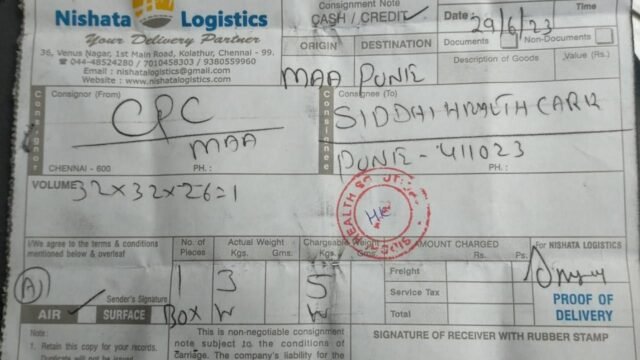 Nishata Logistics
Your Delivery Partner
36, Venus Nagar, 1st Main Road, Kolathur, Chennai - 99.
☎ 044-48524280 / 7010458303 / 9380559960
Email : nishatalogistics@gmail.com
Website : www.nishatalogistics.com
Consignment Note
CASH / CREDIT
Date 29/6/23
Time
Documents
Non-Documents
ORIGIN DESTINATION
Description of Goods
Value (Rs.)
MAA PUNE
Consignor
Consignor (From)
CPC
MAA
CHENNAI - 600 PH. :
Consignee
Consignee (To)
SIDDHI HEALTH CARE
PUNE - 411023
PH. :
VOLUME
32x32x26=1
HEALTH
HK
I/We agree to the terms & conditions
mentioned below & overleaf
No. of Pieces
Actual Weight
Kgs. Gms.
Chargeable Weight
Kgs. Gms.
AMOUNT CHARGED
Rs. Ps.
For NISHATA LOGISTICS
A
1 3 5
BOX W W
Sender's Signature
AIR SURFACE
Freight
Service Tax
Total
PROOF OF
DELIVERY
Note:
1. Retain this copy for your records.
This is non-negotiable consignment
note subject to the conditions of
carriage. The company's liability for the
SIGNATURE OF RECEIVER WITH RUBBER STAMP